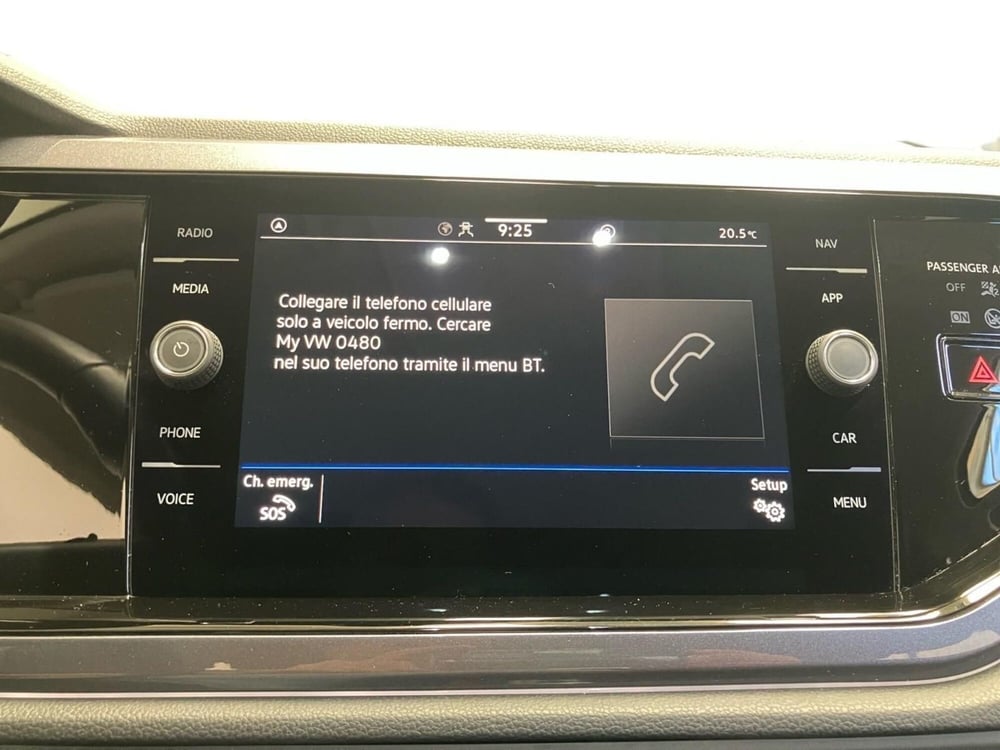 RADIO
MEDIA
PHONE
VOICE
9:25
20.5°C
Collegare il telefono cellulare
solo a veicolo fermo. Cercare
My VW 0480
nel suo telefono tramite il menu BT.
Ch. emerg.
SOS
Setup
NAV
APP
CAR
MENU
PASSENGER A
OFF
ON